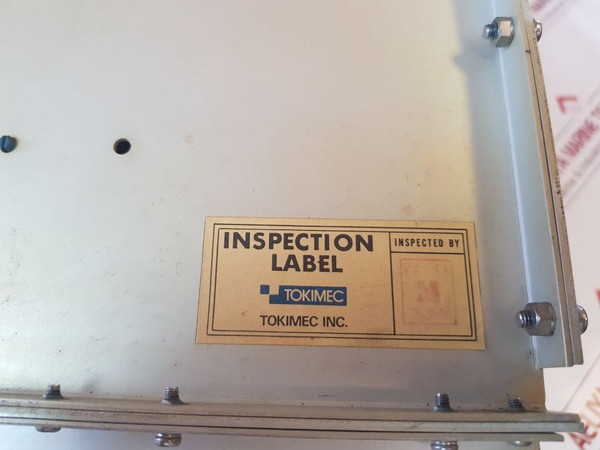 INSPECTION
LABEL
TOKIMEC
TOKIMEC INC.
INSPECTED BY